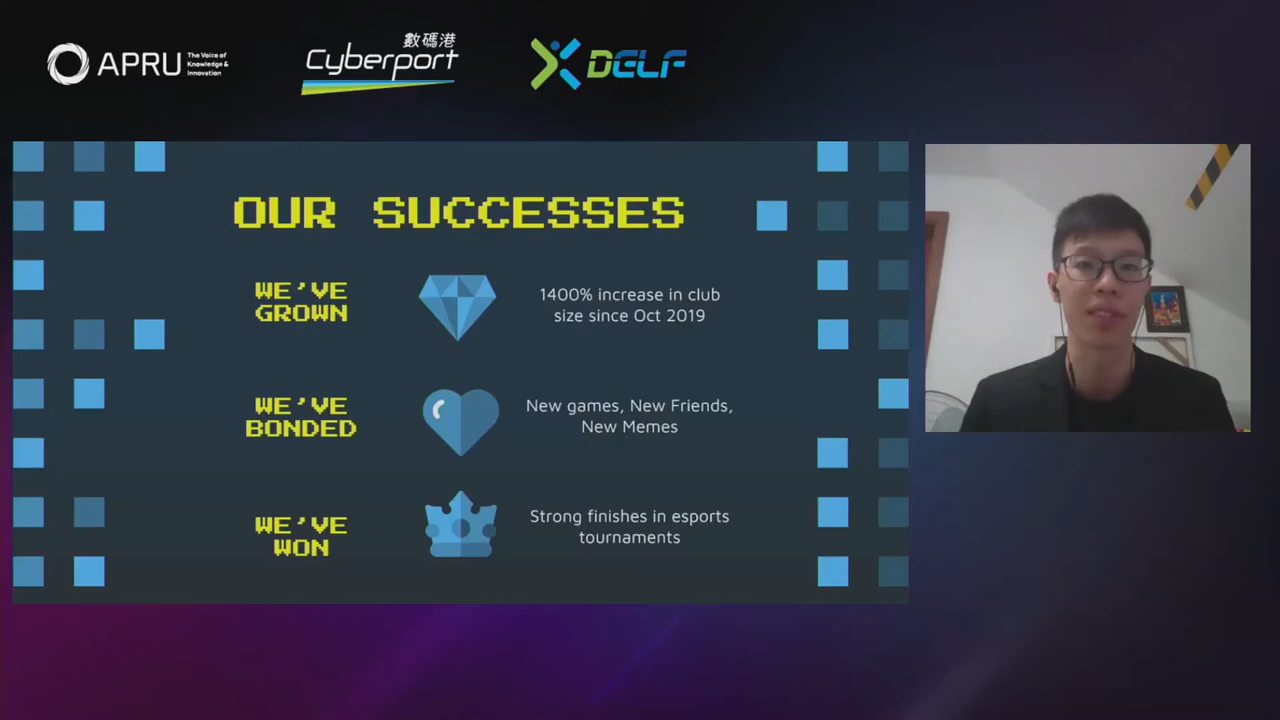 APRU
The Voice of
Knowledge &
Innovation
數碼港
Cyberport
DELF
OUR SUCCESSES
WE'VE
GROWN
1400% increase in club
size since Oct 2019
WE'VE
BONDED
New games, New Friends,
New Memes
WE'VE
WON
Strong finishes in esports
tournaments